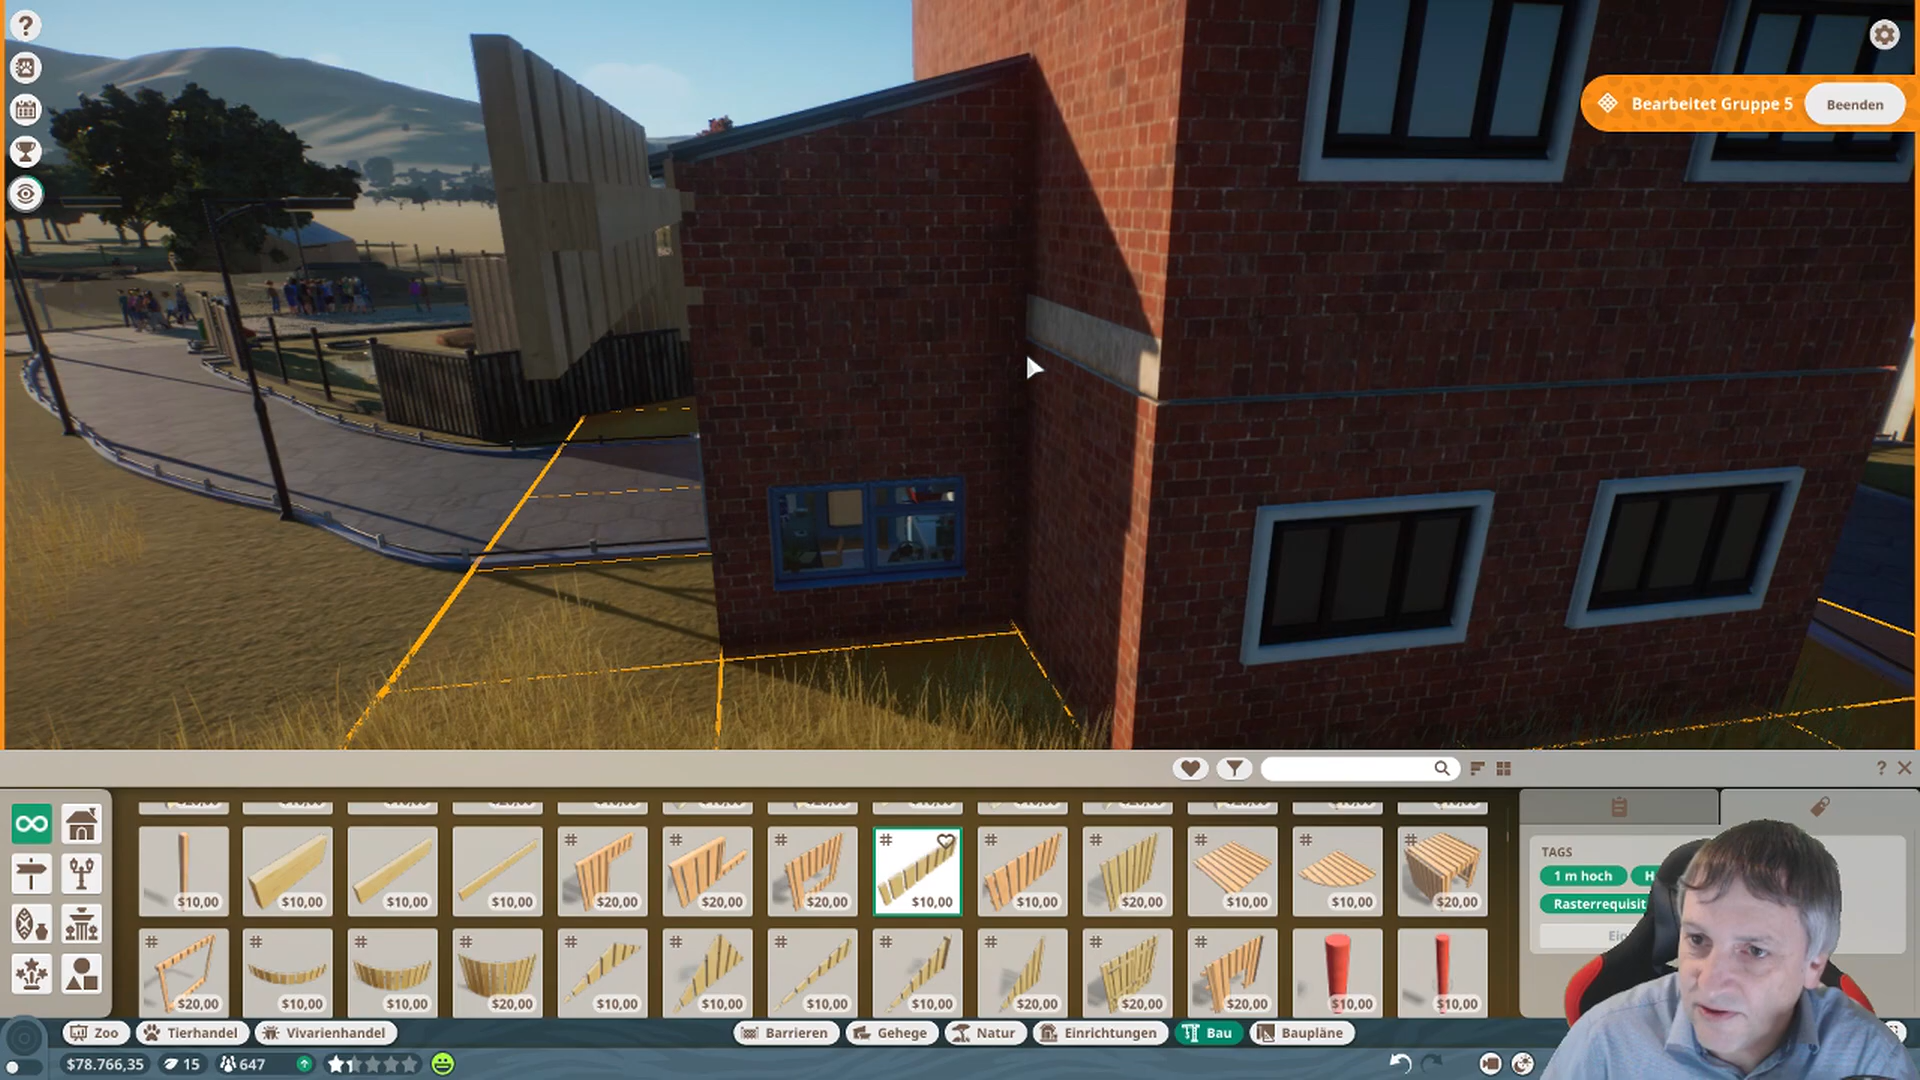 Bearbeitet Gruppe 5
Beenden
$10,00 $10,00 $10,00 $10,00 $20,00 $20,00 $20,00 $10,00 $10,00 $20,00 $10,00 $10,00 $20,00
$20,00 $10,00 $10,00 $20,00 $10,00 $10,00 $10,00 $10,00 $20,00 $20,00 $20,00 $10,00 $10,00
TAGS
1 m hoch
H
Rasterrequisit
Zoo Tierhandel Vivarienhandel Barrieren Gehege Natur Einrichtungen Bau Baupläne
$78.766,35 15 647